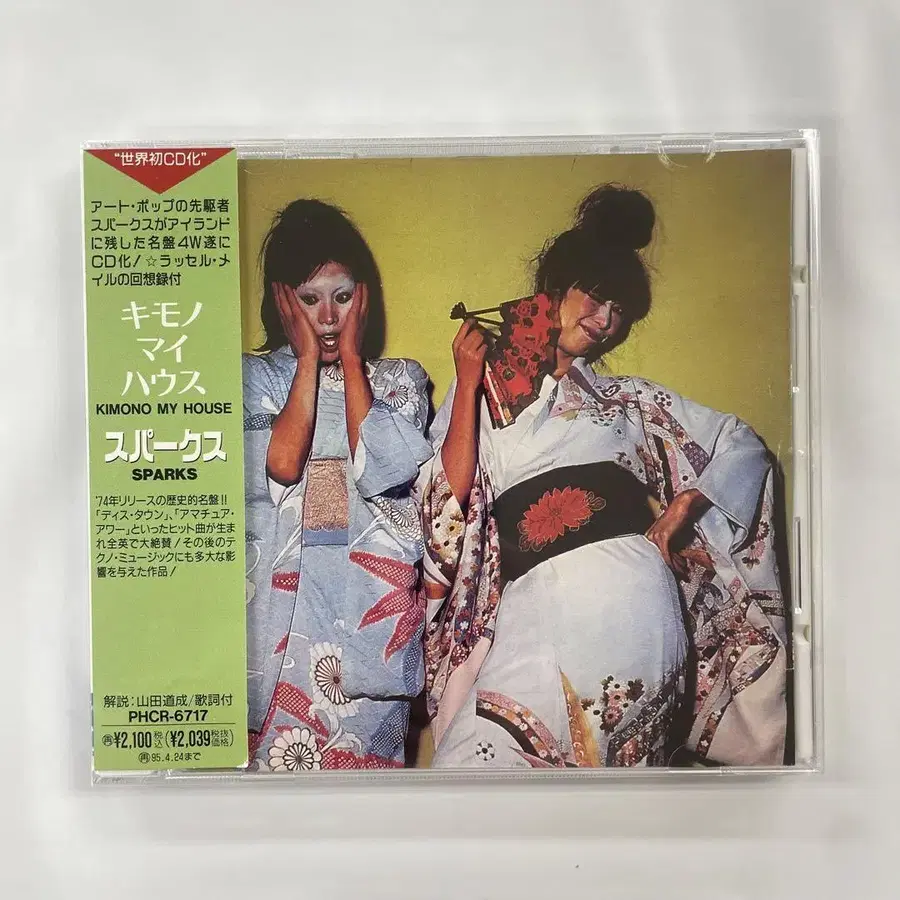 “世界初CD化”
アート・ポップの先駆者
スパークスがアイランド
に残した名盤4W遂に
CD化!☆ラッセル・メ
イルの回想録付
キモノ
マイ
ハウス
KIMONO MY HOUSE
スパークス
SPARKS
'74年リリースの歴史的名盤!!
「ディス・タウン」、「アマチュア・
アワー」といったヒット曲が生ま
れ全英で大絶賛!その後のテ
クノ・ミュージックにも多大な影
響を与えた作品!
解説:山田道成/歌詞付
PHCR-6717
再¥2,100税込(¥2,039税抜価格)
再95.4.24まで